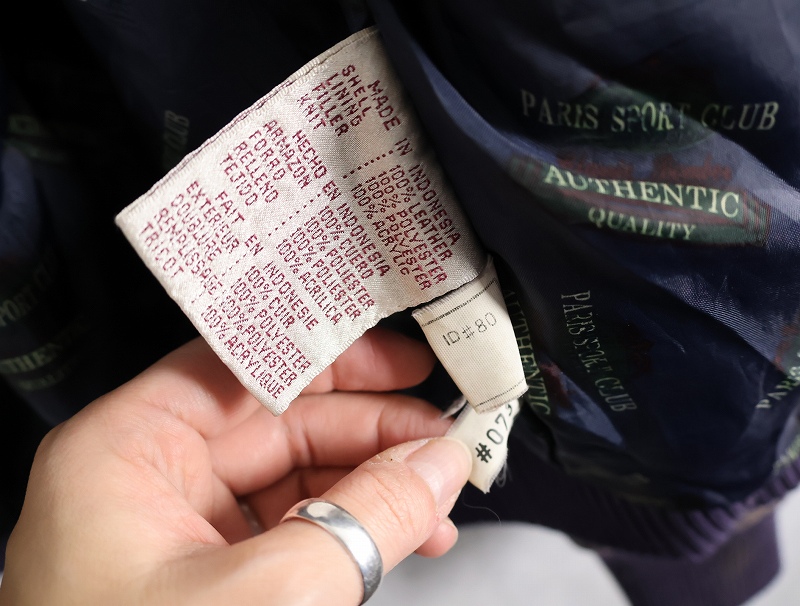 MADE IN INDONESIA
SHELL 100% LEATHER
LINING 100% POLYESTER
FILLER 100% POLYESTER
KNIT 100% ACRYLIC
HECHO EN INDONESIA
ARMAZON 100% CUERO
FORRO 100% POLIESTER
RELLENO 100% POLIESTER
TEJIDO 100% ACRILICA
FAIT EN INDONESIE
EXTERIEUR 100% CUIR
DOUBLURE 100% POLYESTER
100% POLYESTER
TRICOT 100% ACRYLIQUE
ID#80
#073
PARIS SPORT CLUB
AUTHENTIC
QUALITY
PARIS SPORT CLUB
AUTHENTIC